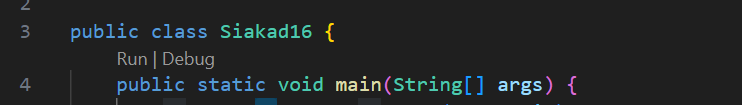 2
3 public class Siakad16 {
Run | Debug
4 public static void main(String[] args) {